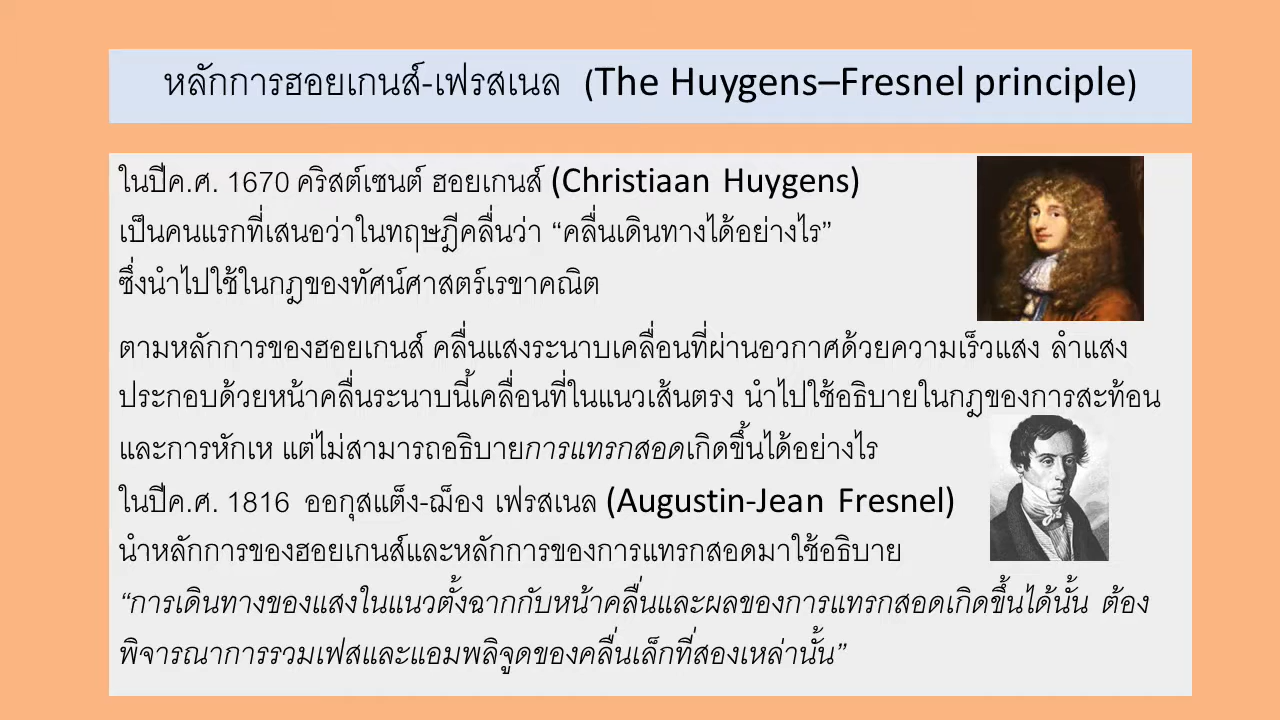 หลักการฮอยเกนส์-เฟรสเนล (The Huygens–Fresnel principle)
ในปีค.ศ. 1670 คริสต์เซนต์ ฮอยเกนส์ (Christiaan Huygens)
เป็นคนแรกที่เสนอว่าในทฤษฎีคลื่นว่า “คลื่นเดินทางได้อย่างไร”
ซึ่งนำไปใช้ในกฎของทัศน์ศาสตร์เรขาคณิต
ตามหลักการของฮอยเกนส์ คลื่นแสงระนาบเคลื่อนที่ผ่านอวกาศด้วยความเร็วแสง ลำแสง
ประกอบด้วยหน้าคลื่นระนาบนี้เคลื่อนที่ในแนวเส้นตรง นำไปใช้อธิบายในกฎของการสะท้อน
และการหักเห แต่ไม่สามารถอธิบายการแทรกสอดเกิดขึ้นได้อย่างไร
ในปีค.ศ. 1816 ออกุสแต็ง-ฌ็อง เฟรสเนล (Augustin-Jean Fresnel)
นำหลักการของฮอยเกนส์และหลักการของการแทรกสอดมาใช้อธิบาย
“การเดินทางของแสงในแนวตั้งฉากกับหน้าคลื่นและผลของการแทรกสอดเกิดขึ้นได้นั้น ต้อง
พิจารณาการรวมเฟสและแอมพลิจูดของคลื่นเล็กที่สองเหล่านั้น”